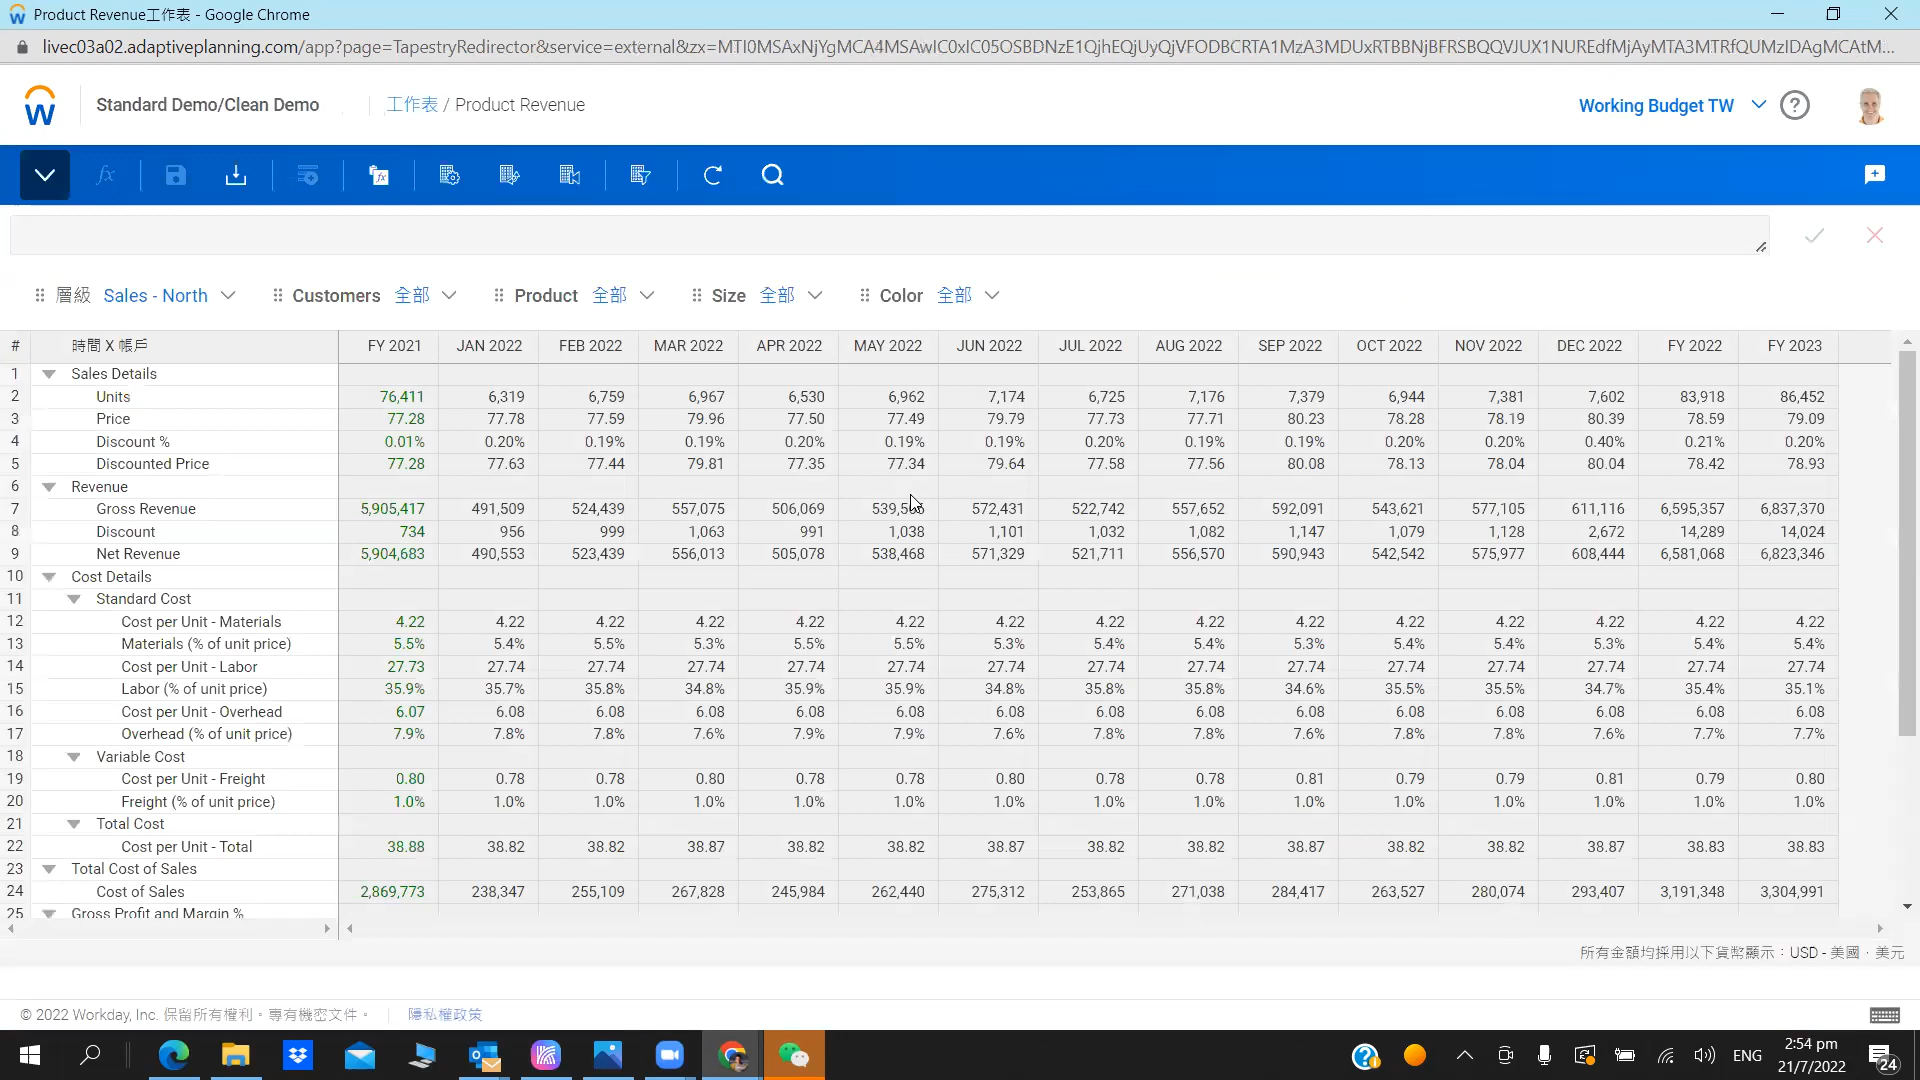 Product Revenue工作表 - Google Chrome
livec03a02.adaptiveplanning.com/app?page=TapestryRedirector&service=external&zx=
Standard Demo/Clean Demo 工作表 / Product Revenue Working Budget TW
層級 Sales - North Customers 全部 Product 全部 Size 全部 Color 全部
# 時間 X 帳戶 FY 2021 JAN 2022 FEB 2022 MAR 2022 APR 2022 MAY 2022 JUN 2022 JUL 2022 AUG 2022 SEP 2022 OCT 2022 NOV 2022 DEC 2022 FY 2022 FY 2023
1 Sales Details
2 Units 76,411 6,319 6,759 6,967 6,530 6,962 7,174 6,725 7,176 7,379 6,944 7,381 7,602 83,918 86,452
3 Price 77.28 77.78 77.59 79.96 77.50 77.49 79.79 77.73 77.71 80.23 78.28 78.19 80.39 78.59 79.09
4 Discount % 0.01% 0.20% 0.19% 0.19% 0.20% 0.19% 0.19% 0.20% 0.19% 0.19% 0.20% 0.20% 0.40% 0.21% 0.20%
5 Discounted Price 77.28 77.63 77.44 79.81 77.35 77.34 79.64 77.58 77.56 80.08 78.13 78.04 80.04 78.42 78.93
6 Revenue
7 Gross Revenue 5,905,417 491,509 524,439 557,075 506,069 572,431 522,742 557,652 592,091 543,621 577,105 611,116 6,595,357 6,837,370
8 Discount 734 956 999 1,063 991 1,038 1,101 1,032 1,082 1,147 1,079 1,128 2,672 14,289 14,024
9 Net Revenue 5,904,683 490,553 523,439 556,013 505,078 538,468 571,329 521,711 556,570 590,943 542,542 575,977 608,444 6,581,068 6,823,346
10 Cost Details
11 Standard Cost
12 Cost per Unit - Materials 4.22 4.22 4.22 4.22 4.22 4.22 4.22 4.22 4.22 4.22 4.22 4.22 4.22 4.22 4.22
13 Materials (% of unit price) 5.5% 5.4% 5.5% 5.3% 5.5% 5.5% 5.3% 5.4% 5.4% 5.3% 5.4% 5.4% 5.3% 5.4% 5.4%
14 Cost per Unit - Labor 27.73 27.74 27.74 27.74 27.74 27.74 27.74 27.74 27.74 27.74 27.74 27.74 27.74 27.74 27.74
15 Labor (% of unit price) 35.9% 35.7% 35.8% 34.8% 35.9% 35.9% 34.8% 35.8% 35.8% 34.6% 35.5% 35.5% 34.7% 35.4% 35.1%
16 Cost per Unit - Overhead 6.07 6.08 6.08 6.08 6.08 6.08 6.08 6.08 6.08 6.08 6.08 6.08 6.08 6.08 6.08
17 Overhead (% of unit price) 7.9% 7.8% 7.8% 7.6% 7.9% 7.9% 7.6% 7.8% 7.8% 7.6% 7.8% 7.8% 7.6% 7.7% 7.7%
18 Variable Cost
19 Cost per Unit - Freight 0.80 0.78 0.78 0.80 0.78 0.78 0.80 0.78 0.78 0.81 0.79 0.79 0.81 0.79 0.80
20 Freight (% of unit price) 1.0% 1.0% 1.0% 1.0% 1.0% 1.0% 1.0% 1.0% 1.0% 1.0% 1.0% 1.0% 1.0% 1.0% 1.0%
21 Total Cost
22 Cost per Unit - Total 38.88 38.82 38.82 38.87 38.82 38.82 38.87 38.82 38.82 38.87 38.82 38.82 38.87 38.83 38.83
23 Total Cost of Sales
24 Cost of Sales 2,869,773 238,347 255,109 267,828 245,984 262,440 275,312 253,865 271,038 284,417 263,527 280,074 293,407 3,191,348 3,304,991
25 Gross Profit and Margin %
所有金額均採用以下貨幣顯示：USD - 美國 · 美元
© 2022 Workday, Inc. 保留所有權利。專有機密文件。 隱私權政策
ENG 2:54 pm
21/7/2022 24